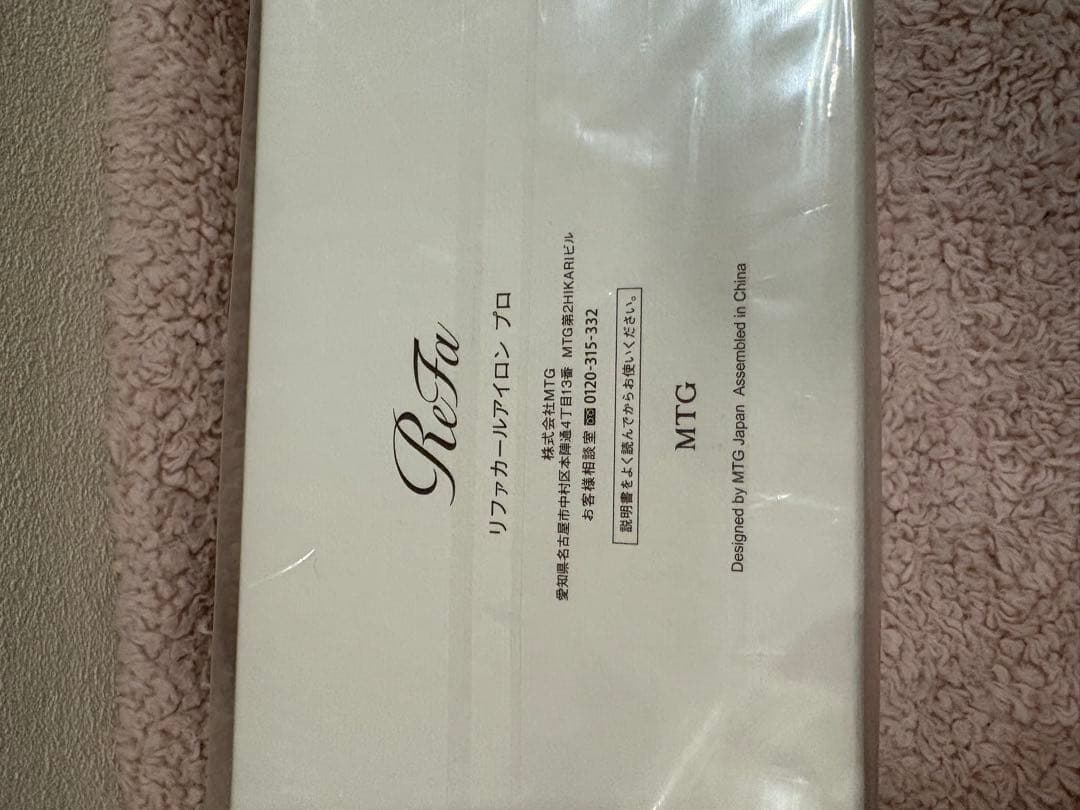 ReFa
リファカールアイロン プロ
株式会社MTG
愛知県名古屋市中村区本陣通4丁目13番 MTG第2HIKARIビル
お客様相談室 0120-315-332
説明書をよく読んでからお使いください。
MTG
Designed by MTG Japan Assembled in China